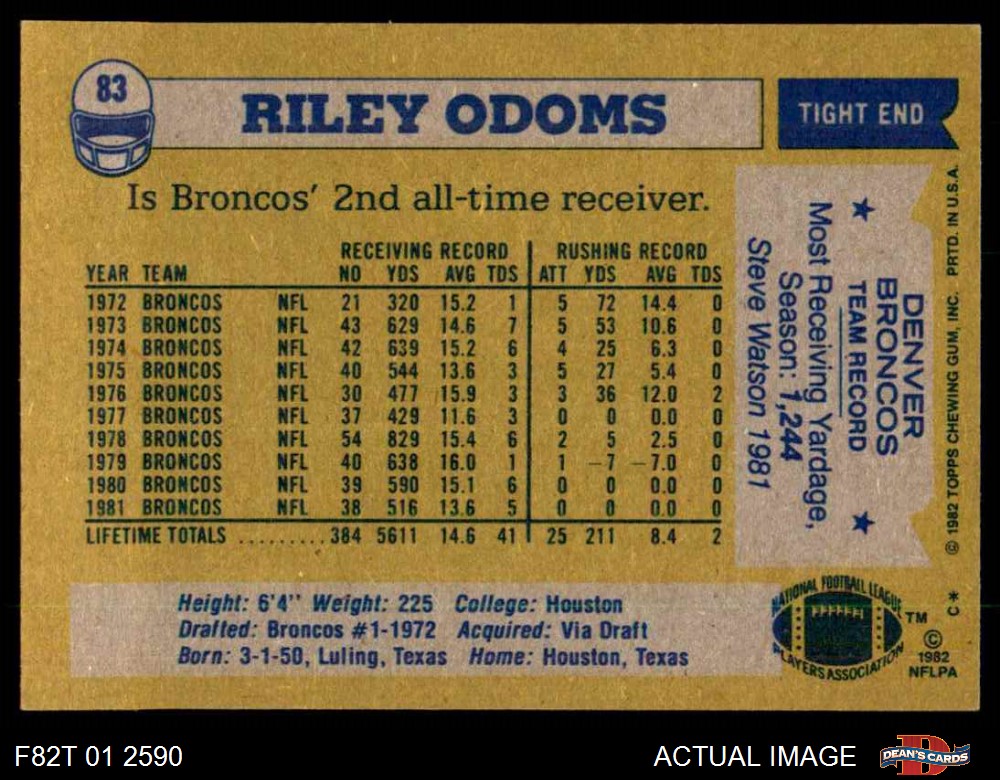 83
RILEY ODOMS
TIGHT END
Is Broncos' 2nd all-time receiver.
RECEIVING RECORD RUSHING RECORD
YEAR TEAM NO YDS AVG TDS ATT YDS AVG TDS
1972 BRONCOS NFL 21 320 15.2 1 5 72 14.4 0
1973 BRONCOS NFL 43 629 14.6 7 5 53 10.6 0
1974 BRONCOS NFL 42 639 15.2 6 4 25 6.3 0
1975 BRONCOS NFL 40 544 13.6 3 5 27 5.4 0
1976 BRONCOS NFL 30 477 15.9 3 3 36 12.0 2
1977 BRONCOS NFL 37 429 11.6 3 0 0 0.0 0
1978 BRONCOS NFL 54 829 15.4 6 2 5 2.5 0
1979 BRONCOS NFL 40 638 16.0 1 1 -7 -7.0 0
1980 BRONCOS NFL 39 590 15.1 6 0 0 0.0 0
1981 BRONCOS NFL 38 516 13.6 5 0 0 0.0 0
LIFETIME TOTALS ......... 384 5611 14.6 41 25 211 8.4 2
DENVER
BRONCOS
★ TEAM RECORD ★
Most Receiving Yardage,
Season: 1,244
Steve Watson 1981
© 1982 TOPPS CHEWING GUM, INC. PRTD. IN U.S.A.
Height: 6'4" Weight: 225 College: Houston
Drafted: Broncos #1-1972 Acquired: Via Draft
Born: 3-1-50, Luling, Texas Home: Houston, Texas
NATIONAL FOOTBALL LEAGUE
PLAYERS ASSOCIATION
TM
C*
©
1982
NFLPA
F82T 01 2590
ACTUAL IMAGE
DEAN'S CARDS